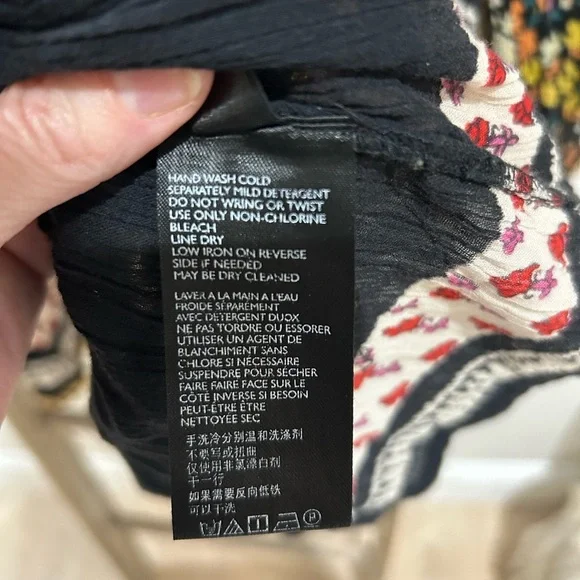 HAND WASH COLD
SEPARATELY MILD DETERGENT
DO NOT WRING OR TWIST
USE ONLY NON-CHLORINE
BLEACH
LINE DRY
LOW IRON ON REVERSE
SIDE IF NEEDED
MAY BE DRY CLEANED
LAVER A LA MAIN A L'EAU
FROIDE SÉPAREMENT
AVEC DETERGENT DUOX
NE PAS TORDRE OU ESSORER
UTILISER UN AGENT DE
BLANCHIMENT SANS
CHLORE SI NÉCESSAIRE
SUSPENDRE POUR SÉCHER
FAIRE FAIRE FACE SUR LE
CÔTE INVERSE SI BESOIN
PEUT-ÊTRE ÊTRE
NETTOYÉE SEC
手洗冷分别温和洗涤剂
不要写或扭曲
仅使用非氯漂白剂
干一行
如果需要反向低铁
可以干洗
P